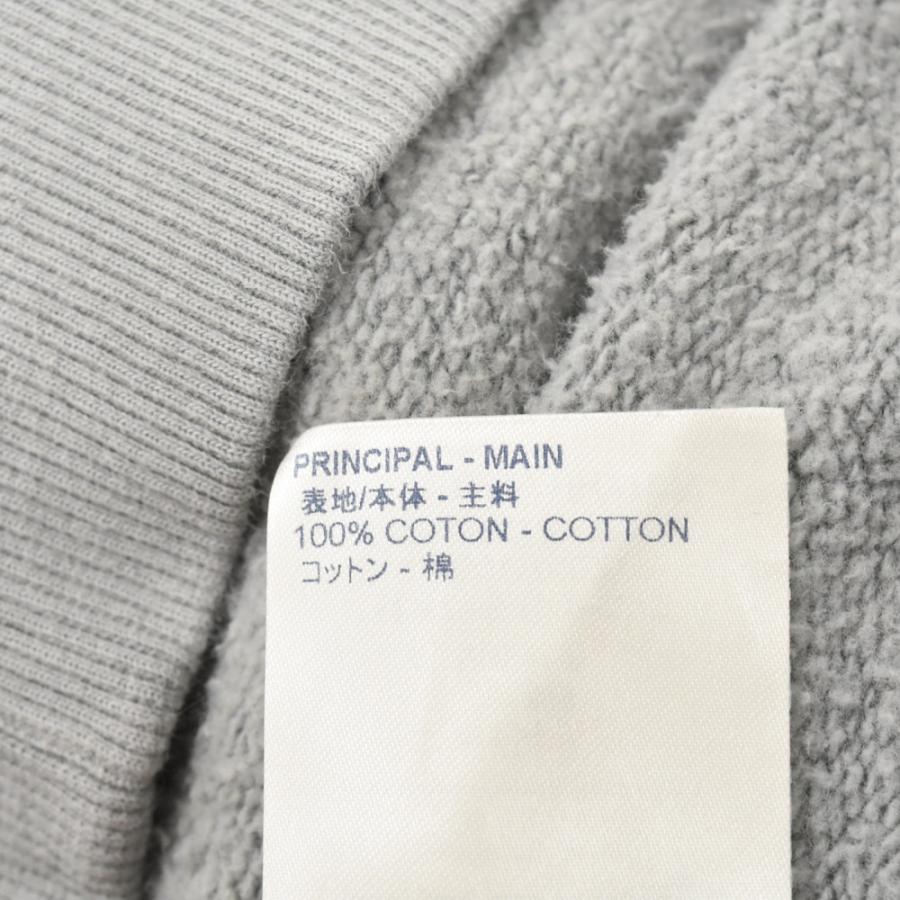 PRINCIPAL - MAIN
表地/本体 - 主料
100% COTON - COTTON
コットン - 棉